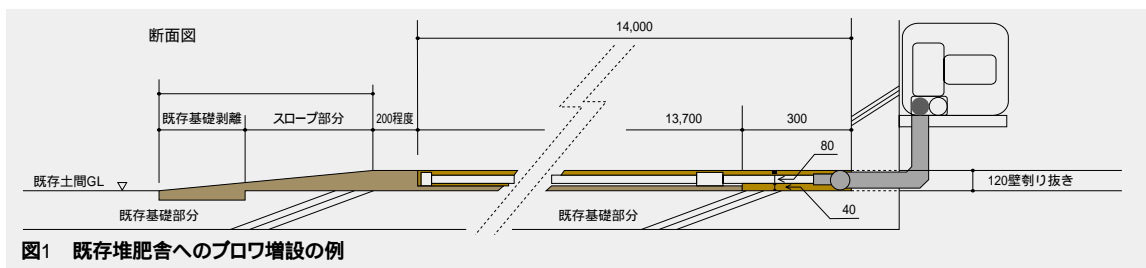 断面図
14,000
既存基礎剥離
スロープ部分
200程度
13,700
300
80
既存土間GL
120壁刳り抜き
既存基礎部分
既存基礎部分
40
図1 既存堆肥舎へのブロワ増設の例